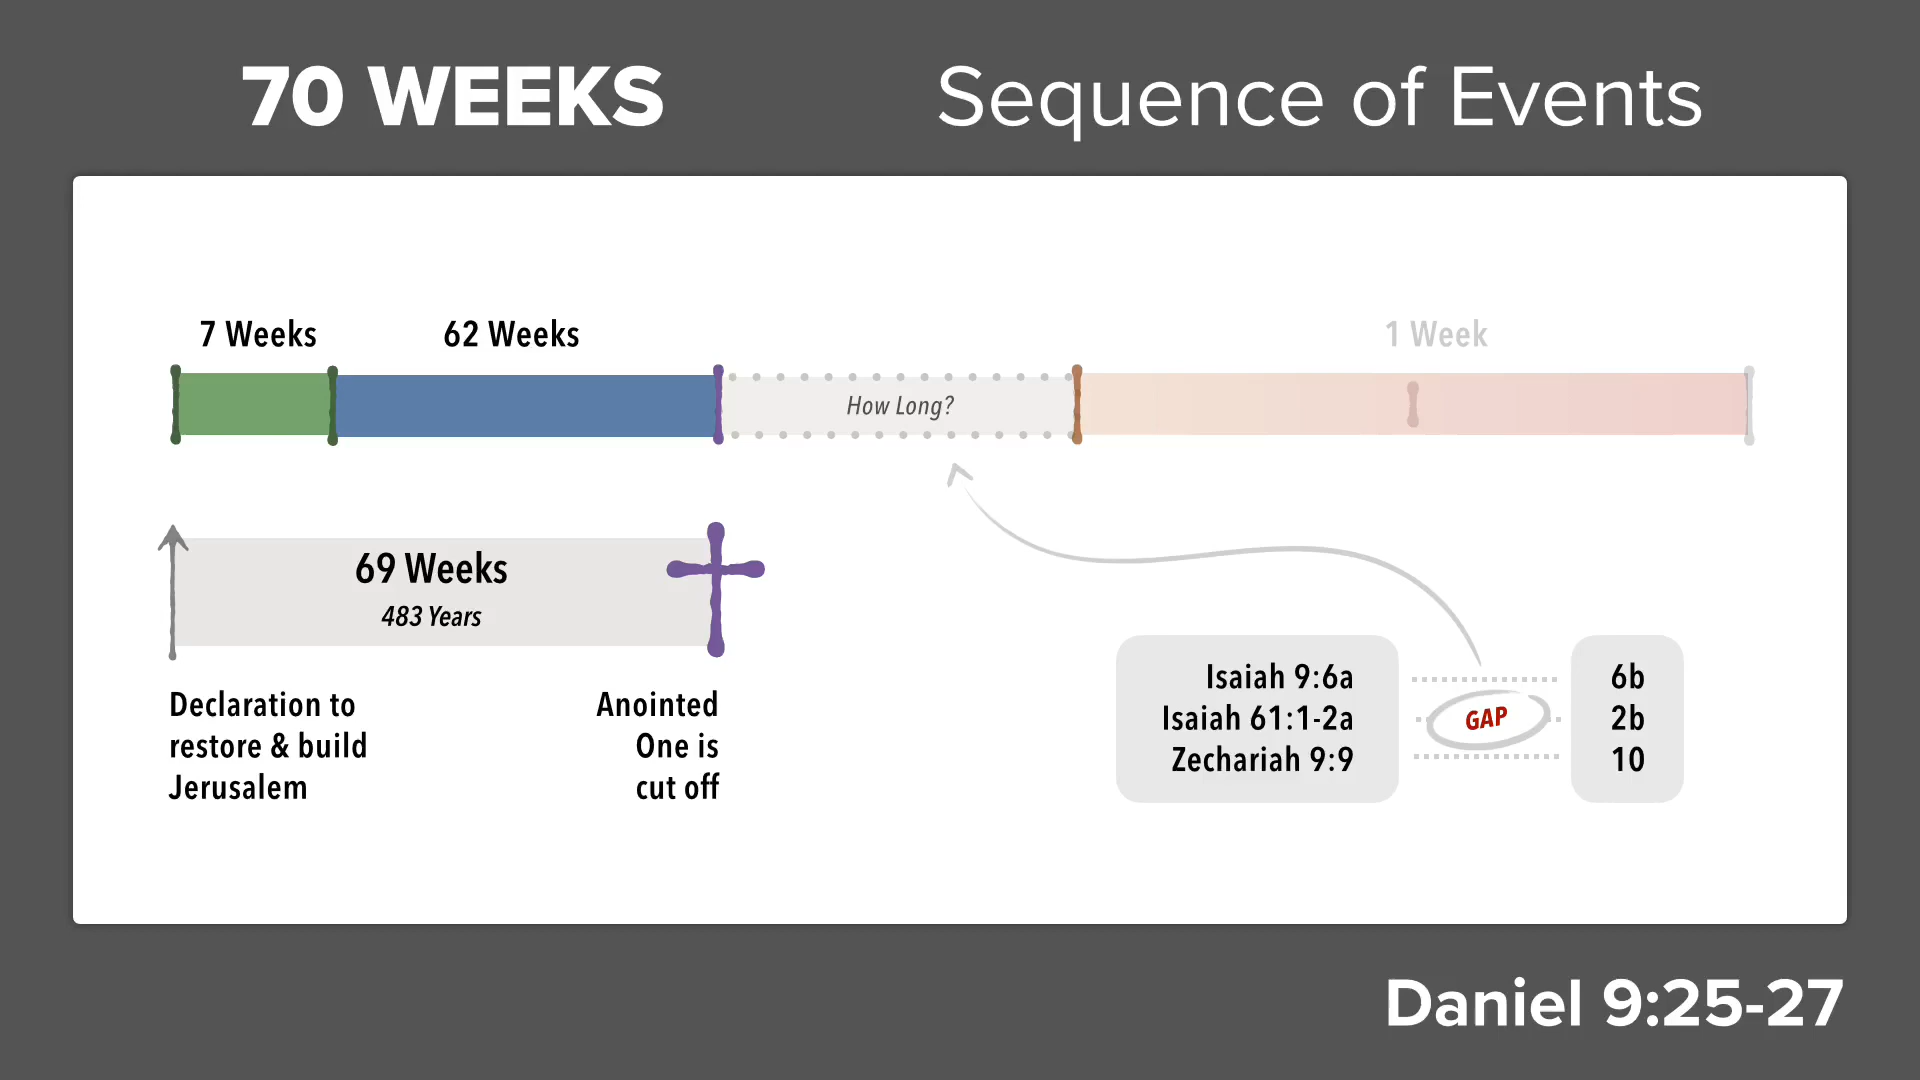 70 WEEKS
Sequence of Events
7 Weeks
62 Weeks
1 Week
How Long?
69 Weeks
483 Years
Declaration to
restore & build
Jerusalem
Anointed
One is
cut off
Isaiah 9:6a
Isaiah 61:1-2a
Zechariah 9:9
GAP
6b
2b
10
Daniel 9:25-27